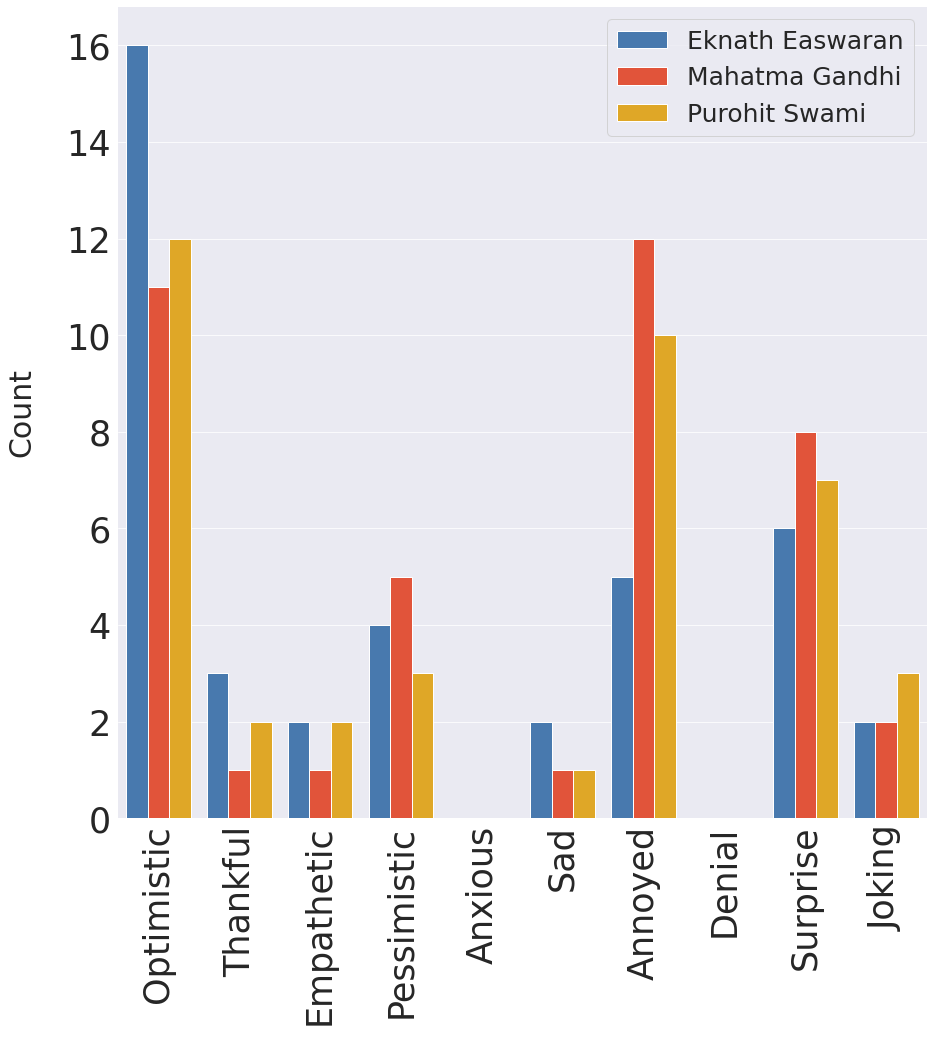 Eknath Easwaran
Mahatma Gandhi
Purohit Swami
Count
16
14
12
10
8
6
4
2
0
Optimistic
Thankful
Empathetic
Pessimistic
Anxious
Sad
Annoyed
Denial
Surprise
Joking